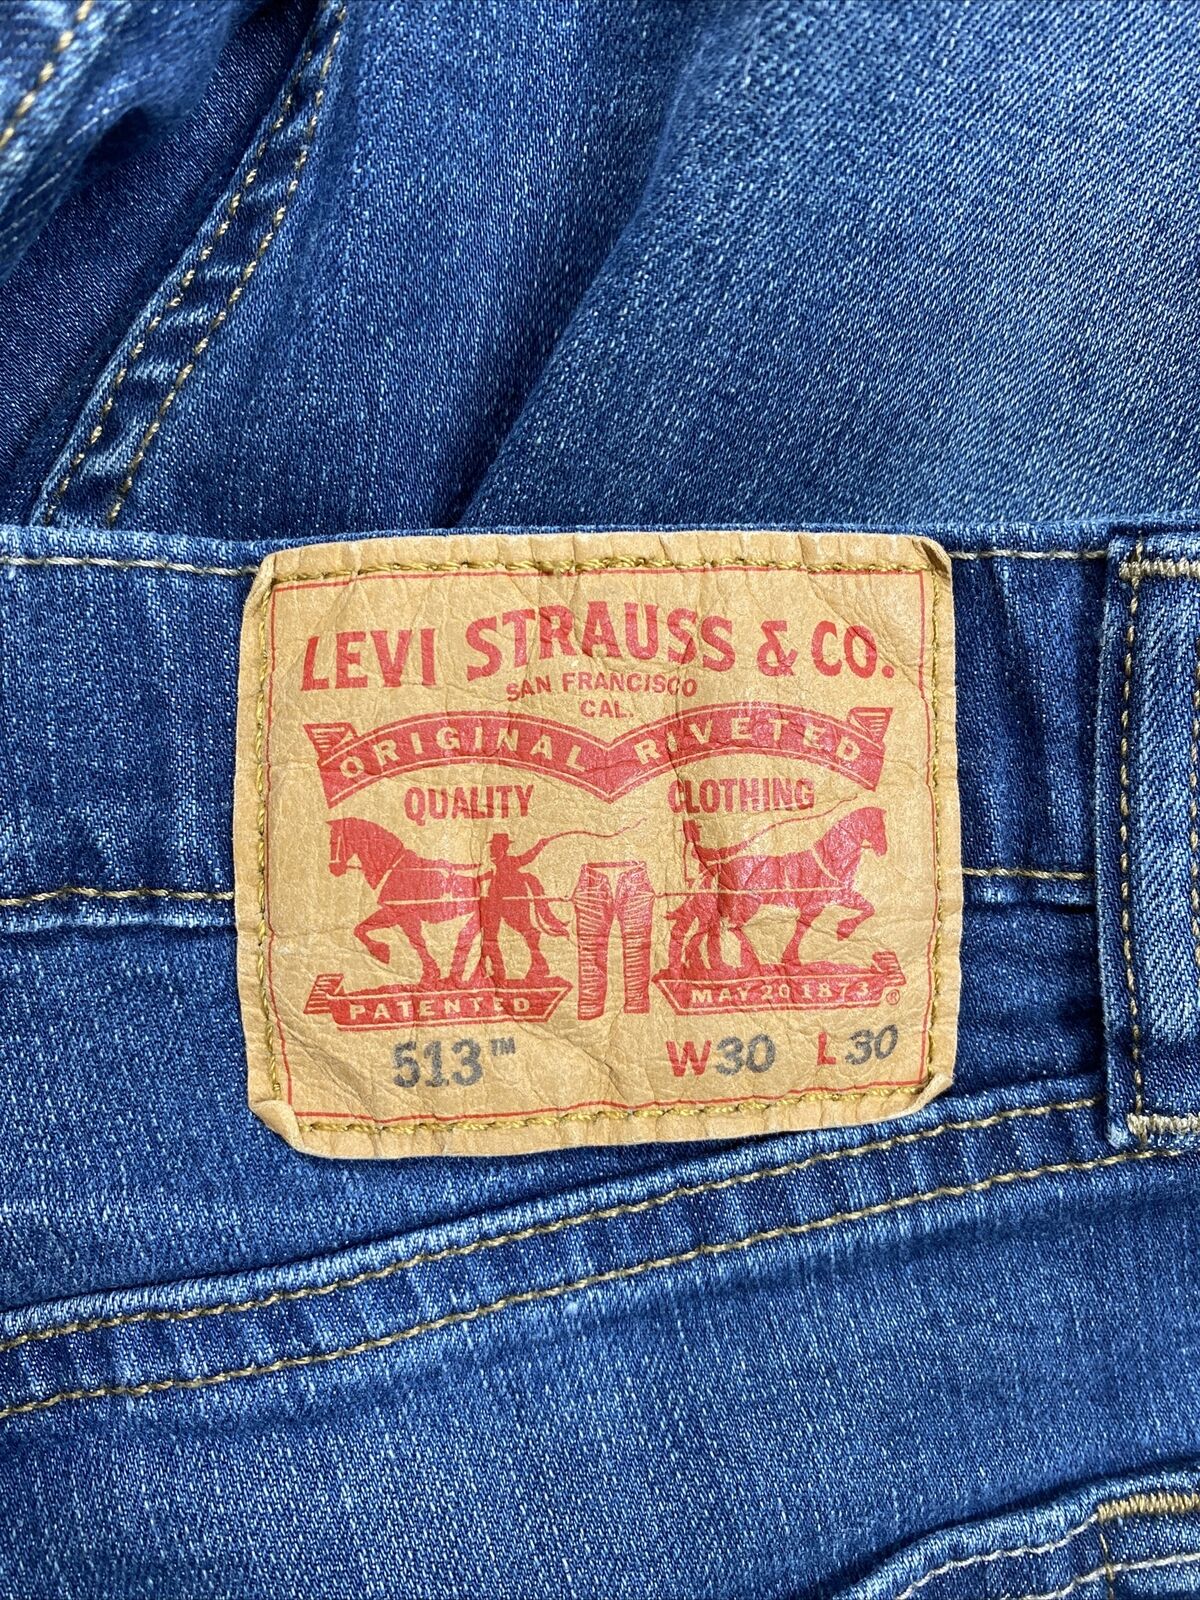 LEVI STRAUSS & CO.
SAN FRANCISCO
CAL.
ORIGINAL RIVETED
QUALITY CLOTHING
PATENTED MAY 20 1873 ®
513™ W30 L30